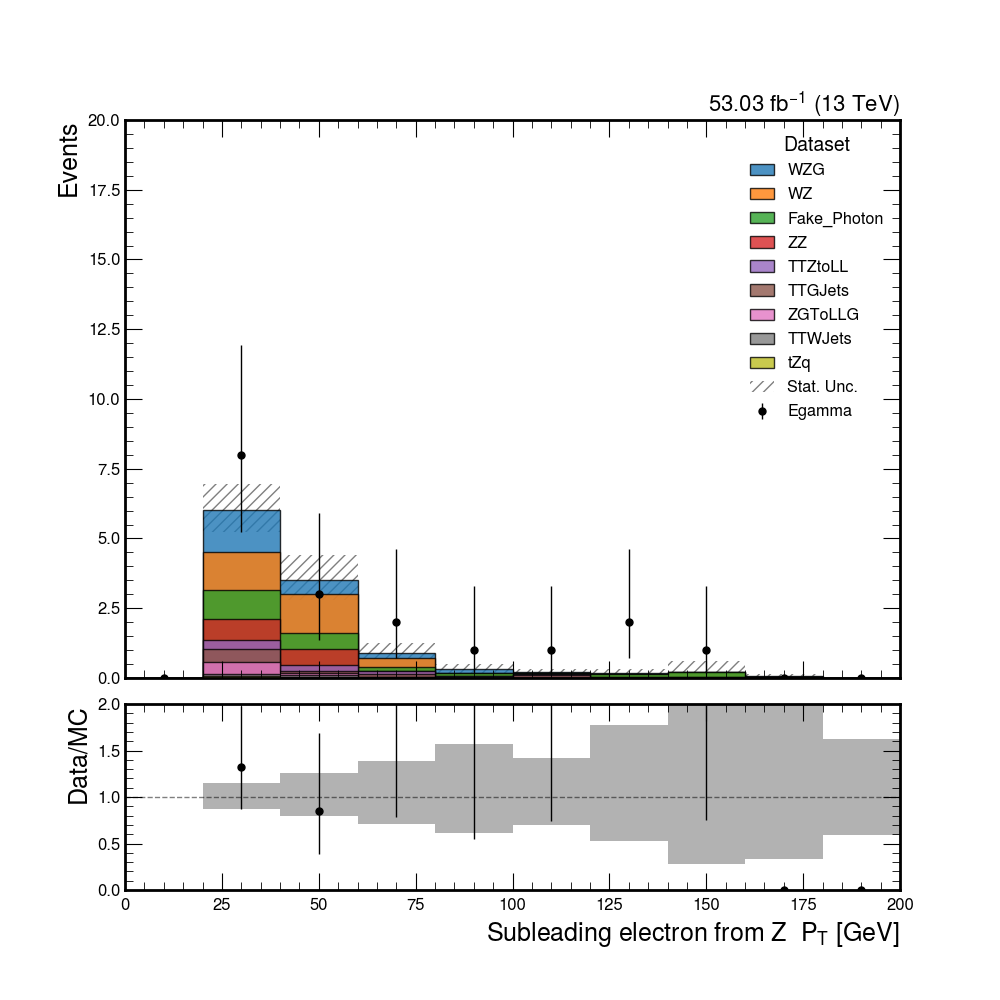 53.03 fb⁻¹ (13 TeV)
Events
20.0
17.5
15.0
12.5
10.0
7.5
5.0
2.5
0.0
Dataset
WZG
WZ
Fake_Photon
ZZ
TTZtoLL
TTGJets
ZGToLLG
TTWJets
tZq
Stat. Unc.
Egamma
Data/MC
2.0
1.5
1.0
0.5
0.0
0 25 50 75 100 125 150 175 200
Subleading electron from Z P_T [GeV]